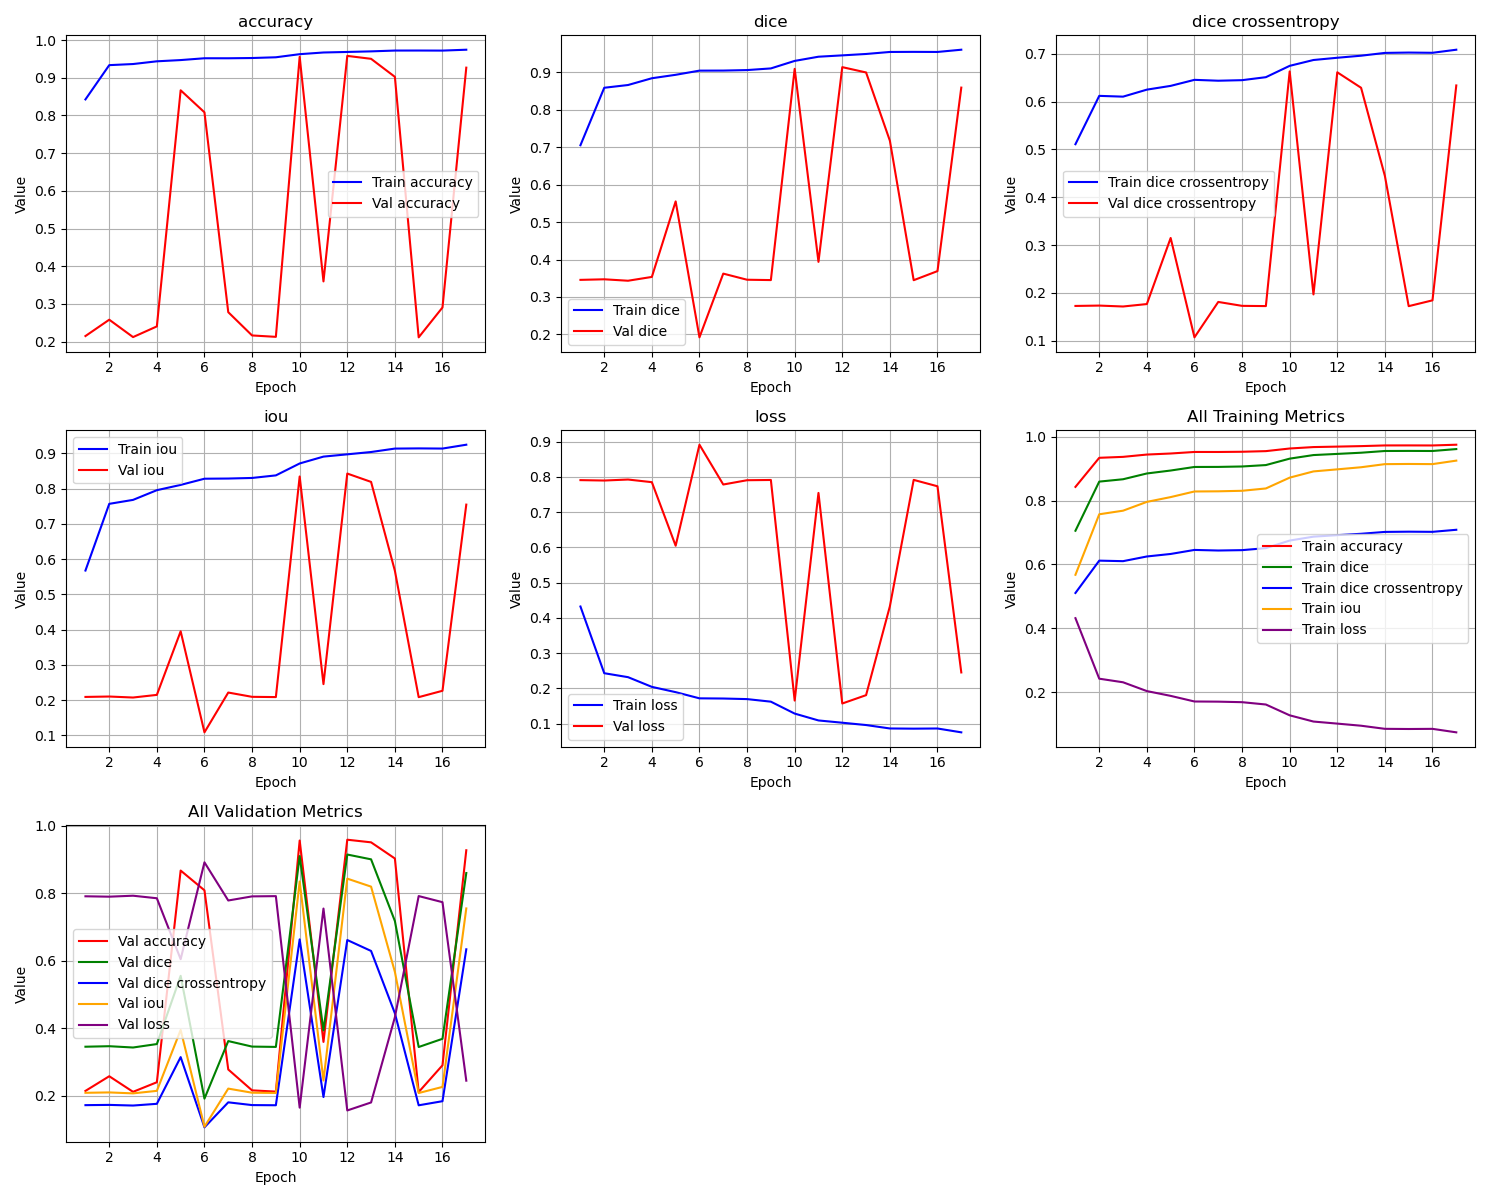 accuracy
1.0
0.9
0.8
0.7
0.6
0.5
0.4
0.3
0.2
Value
Train accuracy
Val accuracy
2 4 6 8 10 12 14 16
Epoch
dice
0.9
0.8
0.7
0.6
0.5
0.4
0.3
0.2
Value
Train dice
Val dice
2 4 6 8 10 12 14 16
Epoch
dice crossentropy
0.7
0.6
0.5
0.4
0.3
0.2
0.1
Value
Train dice crossentropy
Val dice crossentropy
2 4 6 8 10 12 14 16
Epoch
iou
0.9
0.8
0.7
0.6
0.5
0.4
0.3
0.2
0.1
Value
Train iou
Val iou
2 4 6 8 10 12 14 16
Epoch
loss
0.9
0.8
0.7
0.6
0.5
0.4
0.3
0.2
0.1
Value
Train loss
Val loss
2 4 6 8 10 12 14 16
Epoch
All Training Metrics
1.0
0.8
0.6
0.4
0.2
Value
Train accuracy
Train dice
Train dice crossentropy
Train iou
Train loss
2 4 6 8 10 12 14 16
Epoch
All Validation Metrics
1.0
0.8
0.6
0.4
0.2
Value
Val accuracy
Val dice
Val dice crossentropy
Val iou
Val loss
2 4 6 8 10 12 14 16
Epoch